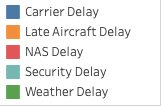 Carrier Delay
Late Aircraft Delay
NAS Delay
Security Delay
Weather Delay